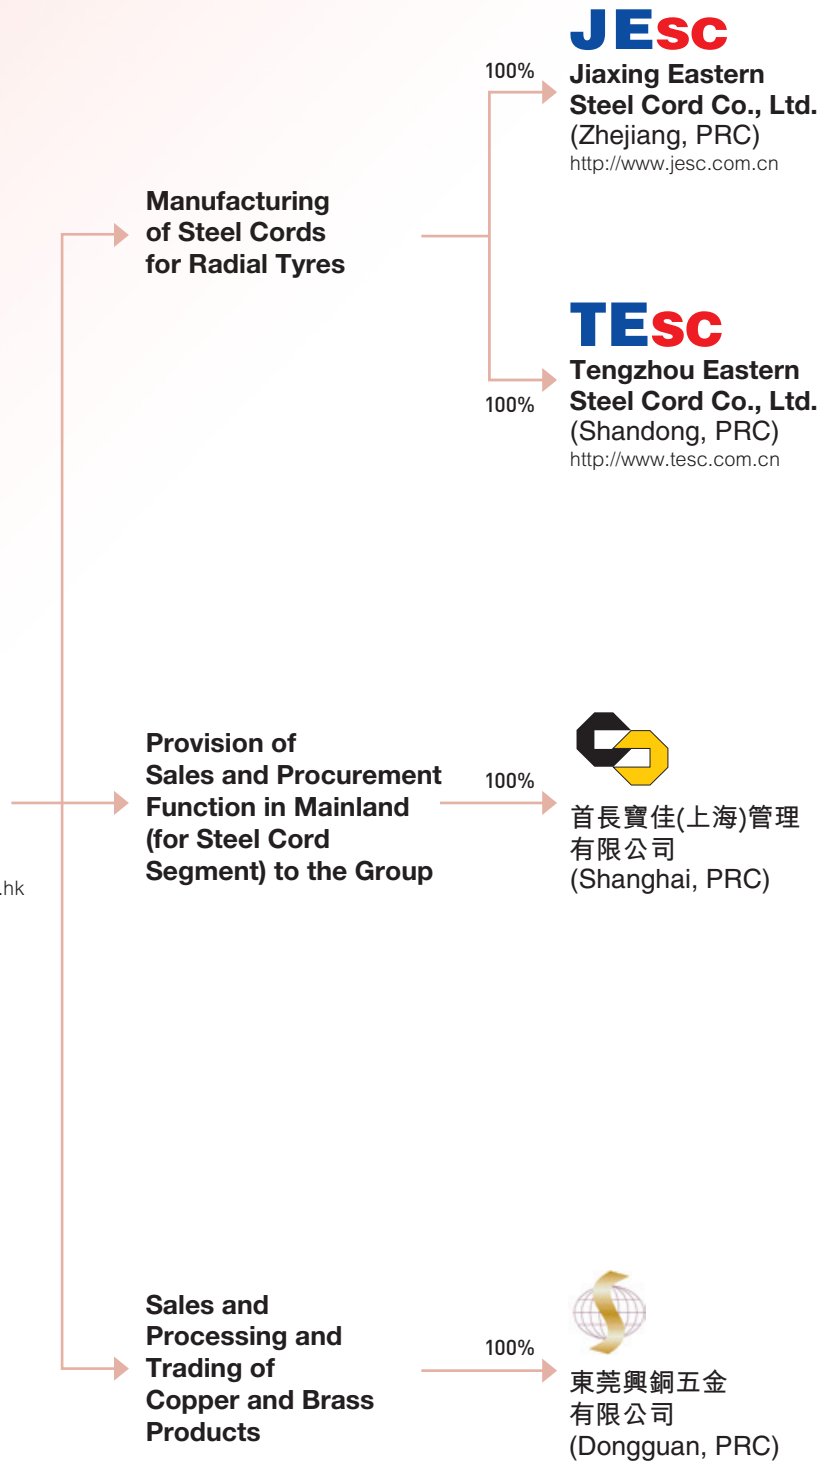 JESC
100%
Jiaxing Eastern
Steel Cord Co., Ltd.
(Zhejiang, PRC)
http://www.jesc.com.cn
Manufacturing
of Steel Cords
for Radial Tyres
TESC
Tengzhou Eastern
100%
Steel Cord Co., Ltd.
(Shandong, PRC)
http://www.tesc.com.cn
Provision of
Sales and Procurement
Function in Mainland
(for Steel Cord
Segment) to the Group
100%
首長寶佳(上海)管理
有限公司
(Shanghai, PRC)
.hk
Sales and
Processing and
Trading of
Copper and Brass
Products
100%
東莞興銅五金
有限公司
(Dongguan, PRC)